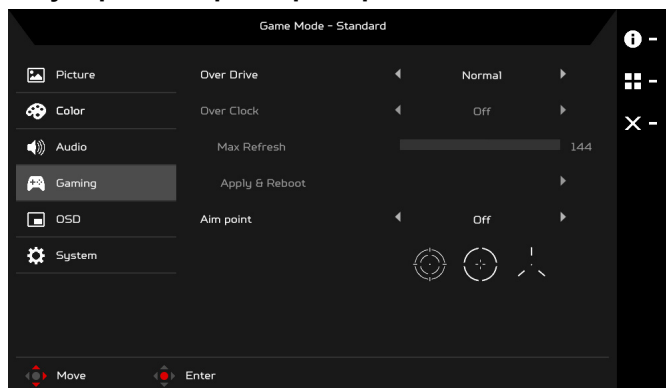 Game Mode - Standard
Picture
Over Drive
Normal
Color
Over Clock
Off
Audio
Max Refresh
144
Gaming
Apply & Reboot
OSD
Aim point
Off
System
Move
Enter